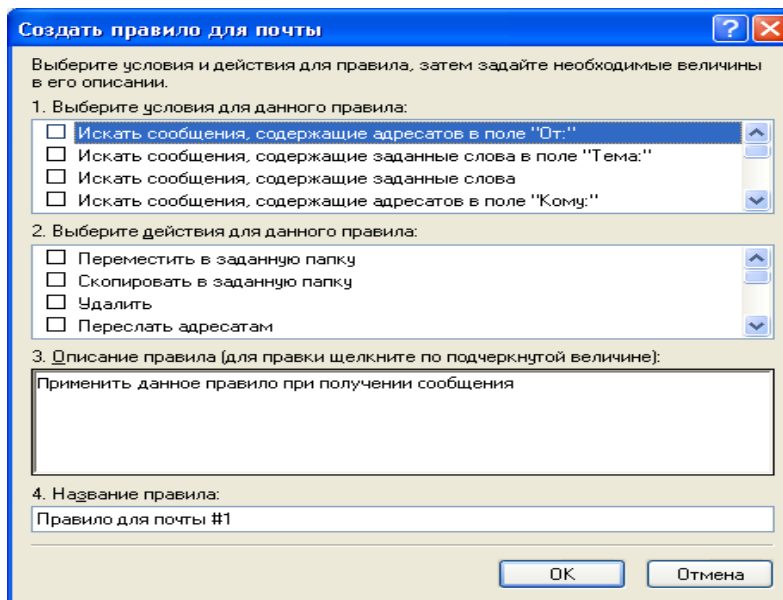 Создать правило для почты
Выберите условия и действия для правила, затем задайте необходимые величины
в его описании.
1. Выберите условия для данного правила:
Искать сообщения, содержащие адресатов в поле "От:"
Искать сообщения, содержащие заданные слова в поле "Тема:"
Искать сообщения, содержащие заданные слова
Искать сообщения, содержащие адресатов в поле "Кому:"
2. Выберите действия для данного правила:
Переместить в заданную папку
Скопировать в заданную папку
Удалить
Переслать адресатам
3. Описание правила (для правки щелкните по подчеркнутой величине):
Применить данное правило при получении сообщения
4. Название правила:
Правило для почты #1
OK
Отмена